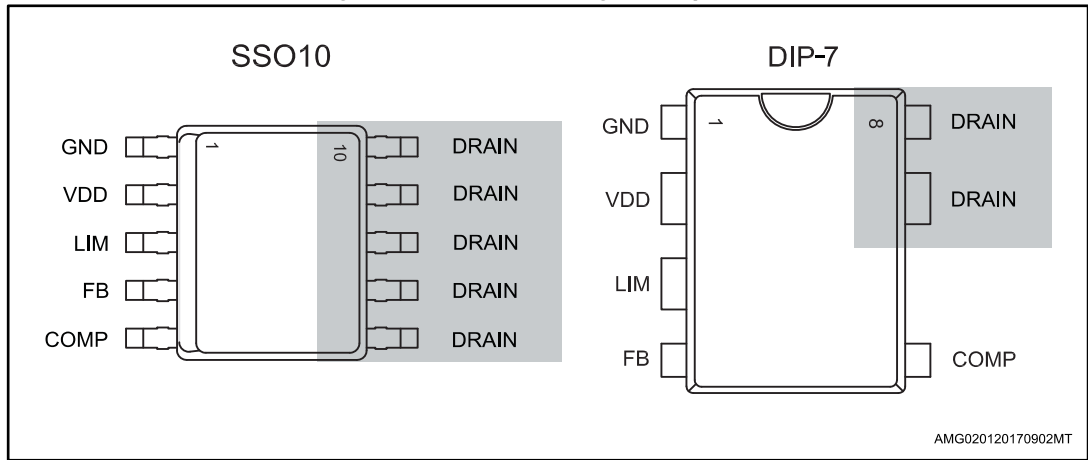 SSO10
GND
VDD
LIM
FB
COMP
1
10
DRAIN
DRAIN
DRAIN
DRAIN
DRAIN
DIP-7
GND
VDD
LIM
FB
1
8
DRAIN
DRAIN
COMP
AMG020120170902MT